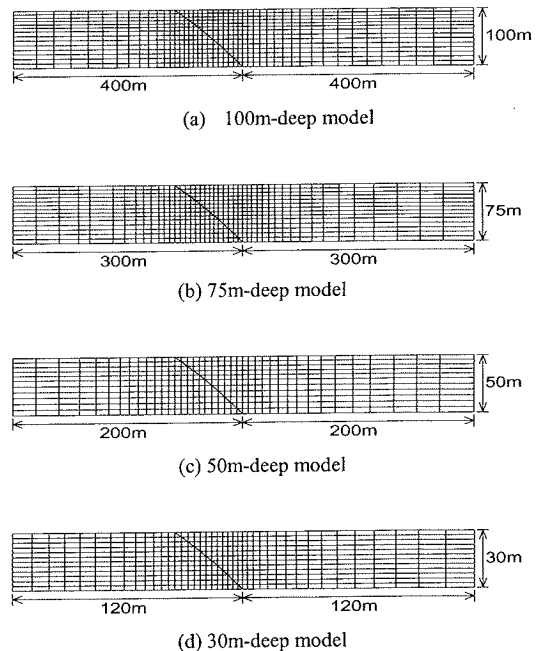 100m
400m 400m
(a) 100m-deep model
75m
300m 300m
(b) 75m-deep model
50m
200m 200m
(c) 50m-deep model
30m
120m 120m
(d) 30m-deep model